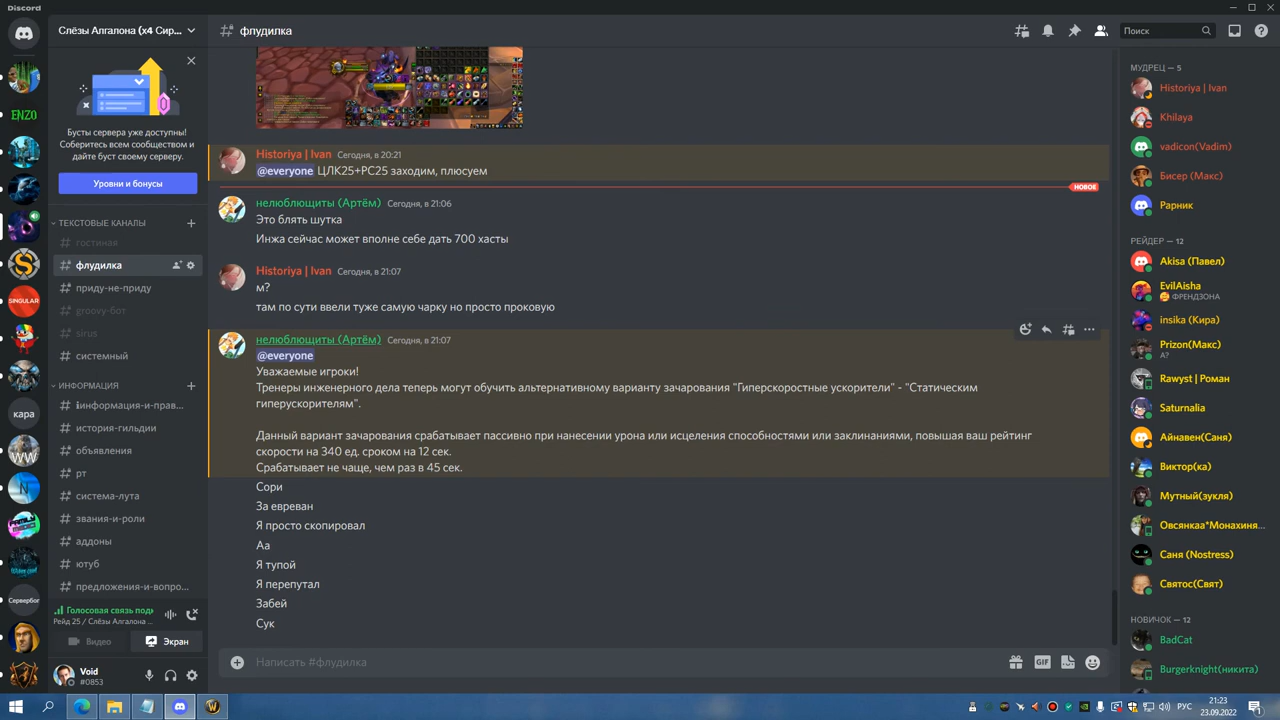 Discord
Слёзы Алгалона (x4 Сир...
флудилка
Поиск
ENZO
SINGULAR
кара
Сервербог
Бусты сервера уже доступны!
Соберитесь всем сообществом и
дайте буст своему серверу.
Уровни и бонусы
ТЕКСТОВЫЕ КАНАЛЫ
гостиная
флудилка
приду-не-приду
groovy-бот
sirus
системный
ИНФОРМАЦИЯ
iинформация-и-прав...
история-гильдии
объявления
рт
система-лута
звания-и-роли
аддоны
ютуб
предложения-и-вопро...
Голосовая связь подк
Рейд 25 / Слёзы Алгалона ...
Видео
Экран
Void
#0853
Historiya | Ivan Сегодня, в 20:21
@everyone ЦЛК25+РС25 заходим, плюсуем
НОВОЕ
нелюблющиты (Артём) Сегодня, в 21:06
Это блять шутка
Инжа сейчас может вполне себе дать 700 хасты
Historiya | Ivan Сегодня, в 21:07
м?
там по сути ввели туже самую чарку но просто проковую
нелюблющиты (Артём) Сегодня, в 21:07
@everyone
Уважаемые игроки!
Тренеры инженерного дела теперь могут обучить альтернативному варианту зачарования "Гиперскоростные ускорители" - "Статическим
гиперускорителям".
Данный вариант зачарования срабатывает пассивно при нанесении урона или исцеления способностями или заклинаниями, повышая ваш рейтинг
скорости на 340 ед. сроком на 12 сек.
Срабатывает не чаще, чем раз в 45 сек.
Сори
За евреван
Я просто скопировал
Аа
Я тупой
Я перепутал
Забей
Сук
Написать #флудилка
GIF
МУДРЕЦ — 5
Historiya | Ivan
Khilaya
vadicon(Vadim)
Бисер (Макс)
Рарник
РЕЙДЕР — 12
Akisa (Павел)
EvilAisha
ФРЕНДЗОНА
insika (Кира)
Prizon(Макс)
А?
Rawyst | Роман
Saturnalia
Айнавен(Саня)
Виктор(ка)
Мутный(зукля)
Овсянкаа*Монахиня...
Саня (Nostress)
Святос(Свят)
НОВИЧОК — 12
BadCat
Burgerknight(никита)
РУС
21:23
23.09.2022